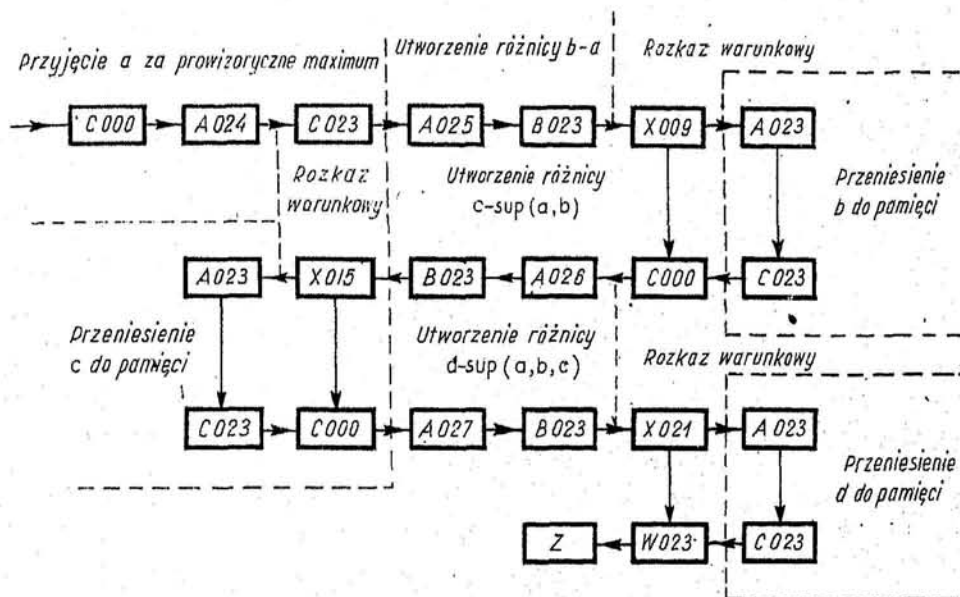 Przyjęcie a za prowizoryczne maximum
Utworzenie różnicy b-a
Rozkaz warunkowy
C000
A024
C023
A025
B023
X009
A023
Rozkaz
warunkowy
Utworzenie różnicy
c-sup (a,b)
Przeniesienie
b do pamięci
A023
X015
B023
A026
C000
C023
Przeniesienie
c do pamięci
Utworzenie różnicy
d-sup (a,b,c)
Rozkaz warunkowy
C023
C000
A027
B023
X021
A023
Przeniesienie
d do pamięci
Z
W023
C023